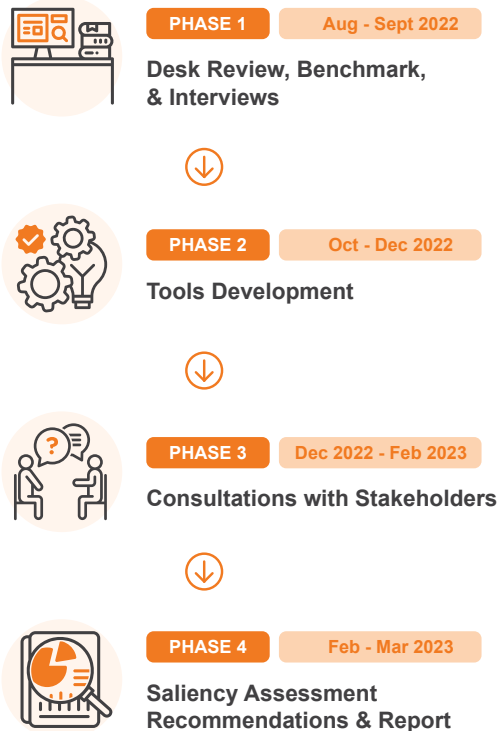 PHASE 1 Aug - Sept 2022
Desk Review, Benchmark,
& Interviews
PHASE 2 Oct - Dec 2022
Tools Development
?
PHASE 3 Dec 2022 - Feb 2023
Consultations with Stakeholders
PHASE 4 Feb - Mar 2023
Saliency Assessment
Recommendations & Report